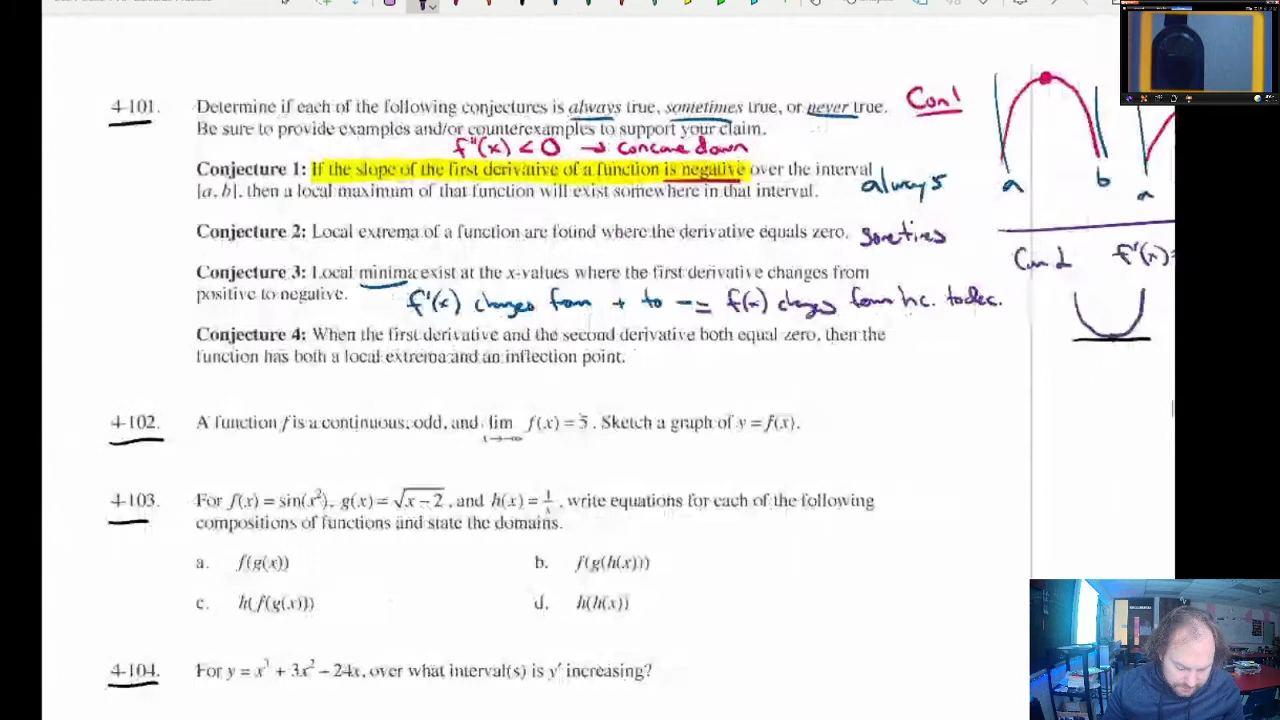 4-101. Determine if each of the following conjectures is always true, sometimes true, or never true.
Be sure to provide examples and/or counterexamples to support your claim.
f''(x) < 0 → concave down
Conjecture 1: If the slope of the first derivative of a function is negative over the interval
[a, b], then a local maximum of that function will exist somewhere in that interval.
always
Conjecture 2: Local extrema of a function are found where the derivative equals zero.
sometimes
Conjecture 3: Local minima exist at the x-values where the first derivative changes from
positive to negative.
f'(x) changes from + to - = f(x) changes from inc. to dec.
Conjecture 4: When the first derivative and the second derivative both equal zero, then the
function has both a local extrema and an inflection point.
Con 1
a b a
Con 2 f'(x)=
4-102. A function f is a continuous, odd, and lim x→-∞ f(x) = 5. Sketch a graph of y = f(x).
4-103. For f(x) = sin(x²), g(x) = √x - 2, and h(x) = 1/x, write equations for each of the following
compositions of functions and state the domains.
a. f(g(x)) b. f(g(h(x)))
c. h(f(g(x))) d. h(h(x))
4-104. For y = x³ + 3x² - 24x, over what interval(s) is y' increasing?